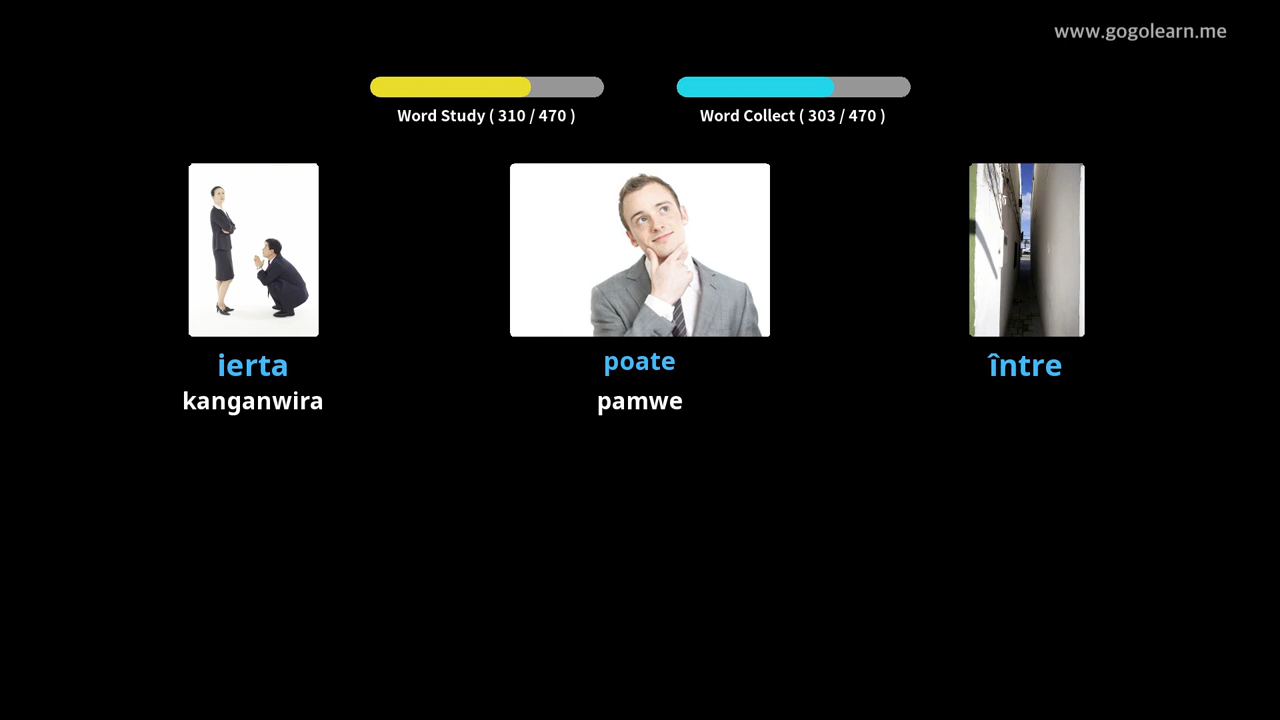 www.gogolearn.me
Word Study ( 310 / 470 )
Word Collect ( 303 / 470 )
ierta
poate
între
kanganwira
pamwe